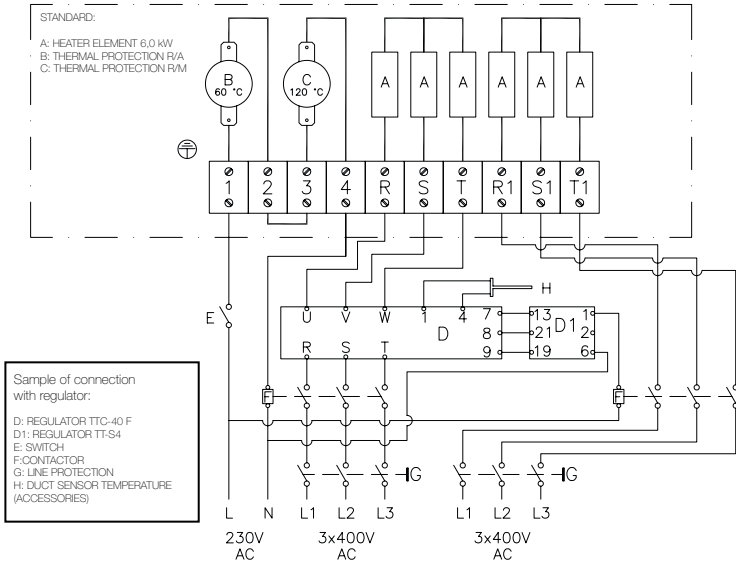 STANDARD:
A: HEATER ELEMENT 6,0 kW
B: THERMAL PROTECTION R/A
C: THERMAL PROTECTION R/M
B
60 °C
C
120 °C
A A A A A A
1 2 3 4 R S T R1 S1 T1
E
H
U V W 1 4 7 13 D1 1
D 8 21 2
R S T 9 19 6
F F
G G
Sample of connection
with regulator:
D: REGULATOR TTC-40 F
D1: REGULATOR TT-S4
E: SWITCH
F:CONTACTOR
G: LINE PROTECTION
H: DUCT SENSOR TEMPERATURE
(ACCESSORIES)
L N L1 L2 L3 L1 L2 L3
230V 3x400V 3x400V
AC AC AC